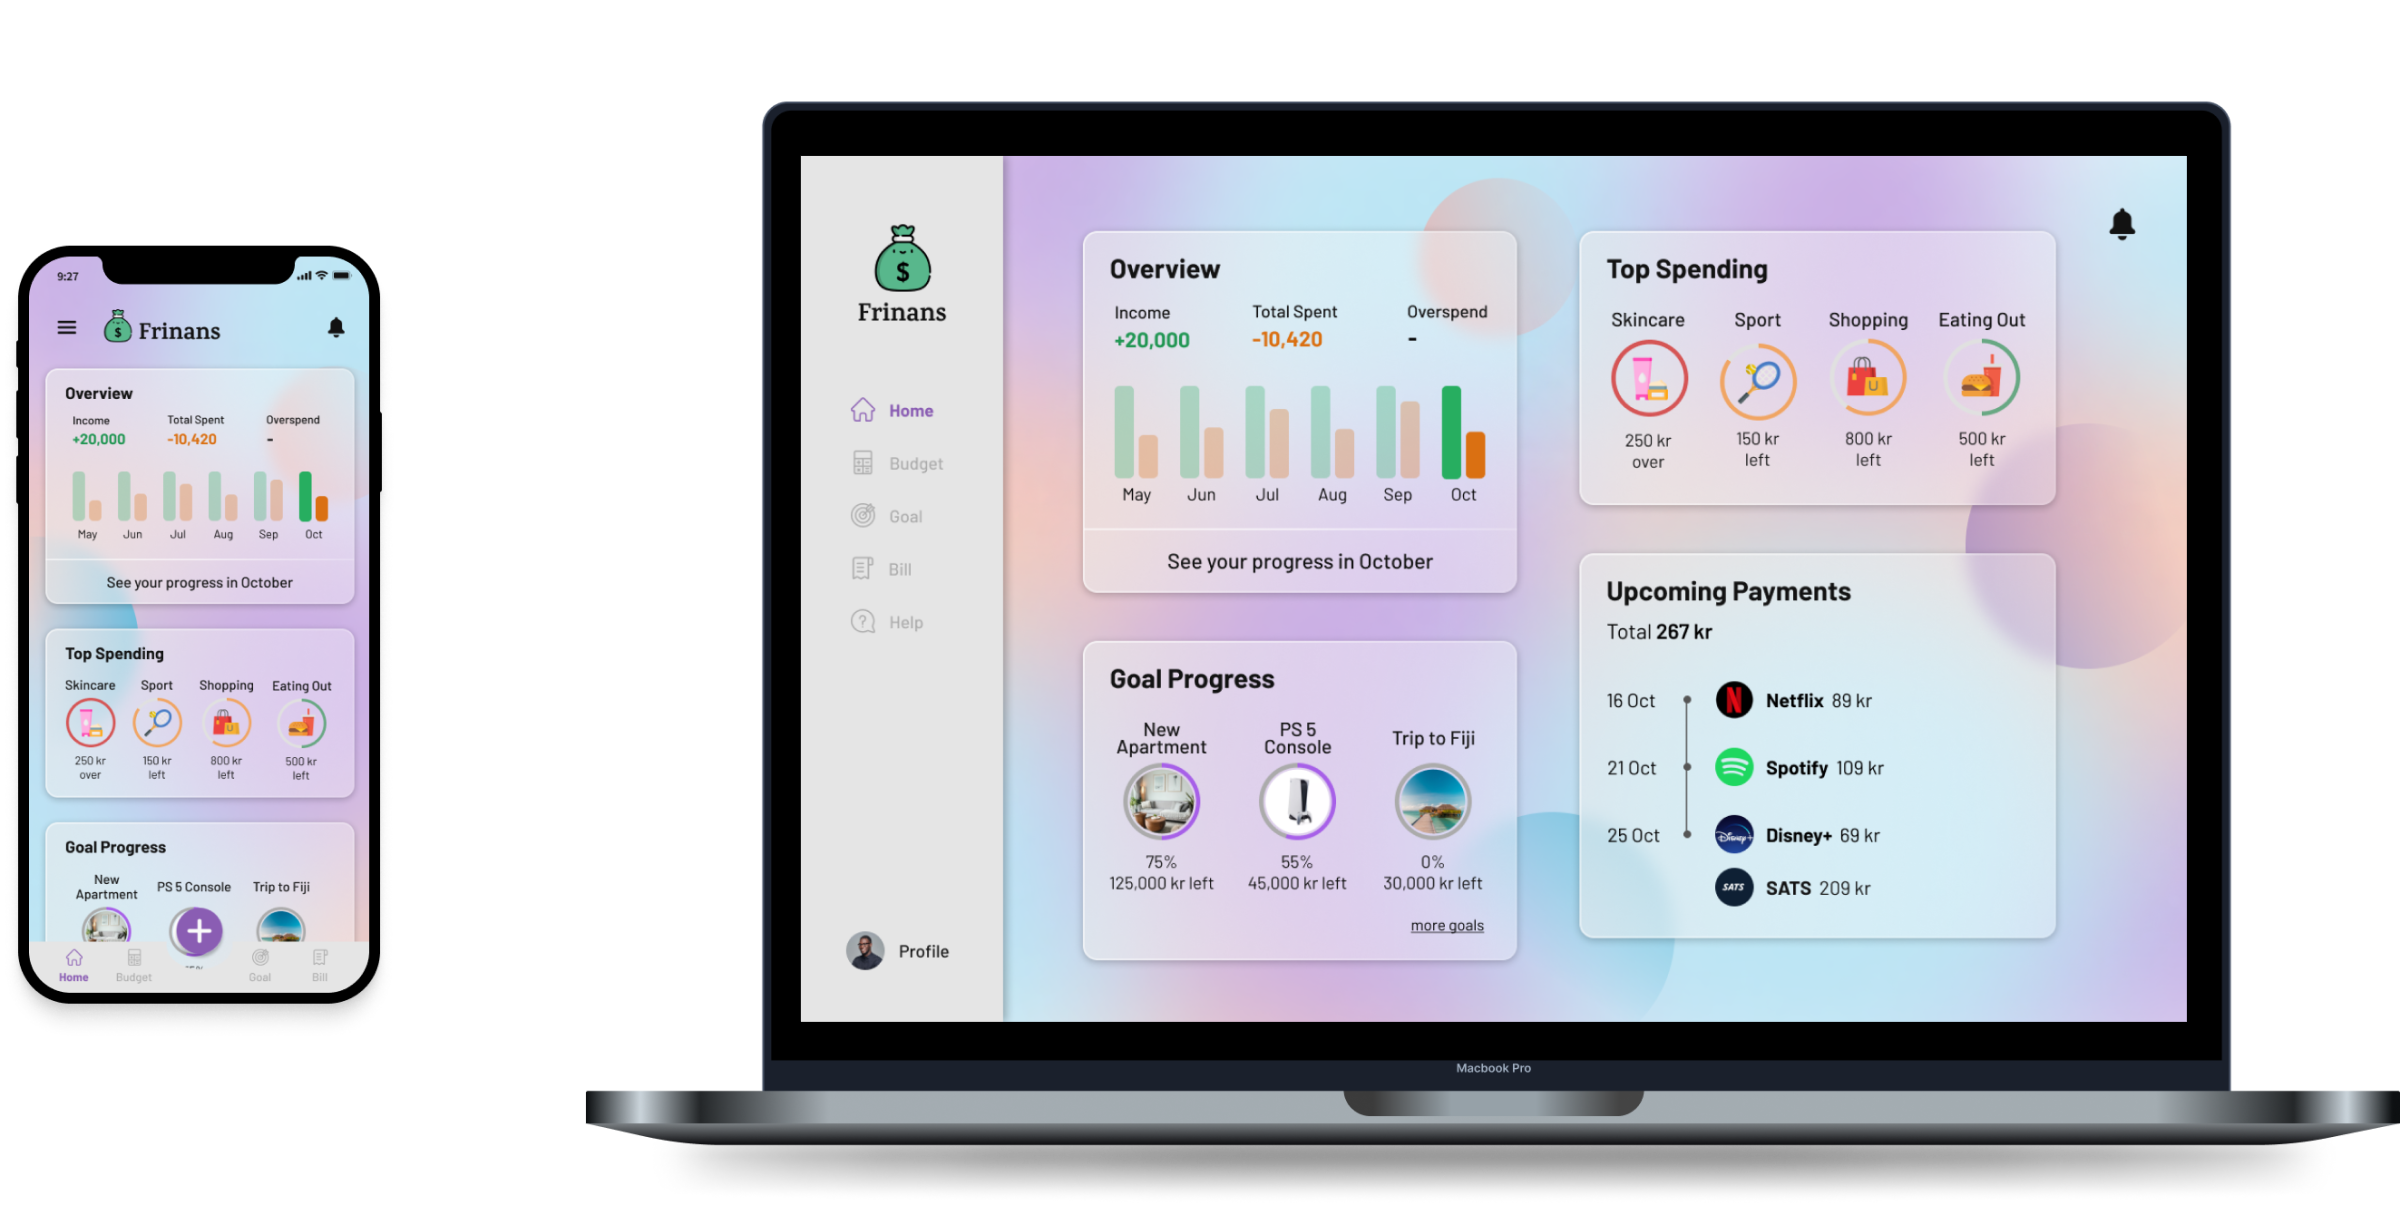 9:27
$
Frinans
Overview
Income
Total Spent
Overspend
+20,000
-10,420
-
May
Jun
Jul
Aug
Sep
Oct
See your progress in October
Top Spending
Skincare
Sport
Shopping
Eating Out
250 kr
over
150 kr
left
800 kr
left
500 kr
left
Goal Progress
New
Apartment
PS 5 Console
Trip to Fiji
Home
Budget
Goal
Bill
$
Frinans
Home
Budget
Goal
Bill
Help
Profile
Overview
Income
Total Spent
Overspend
+20,000
-10,420
-
May
Jun
Jul
Aug
Sep
Oct
See your progress in October
Goal Progress
New
Apartment
PS 5
Console
Trip to Fiji
75%
125,000 kr left
55%
45,000 kr left
0%
30,000 kr left
more goals
Top Spending
Skincare
Sport
Shopping
Eating Out
250 kr
over
150 kr
left
800 kr
left
500 kr
left
Upcoming Payments
Total 267 kr
16 Oct
N
Netflix 89 kr
21 Oct
Spotify 109 kr
25 Oct
Disney+
Disney+ 69 kr
SATS
SATS 209 kr
Macbook Pro